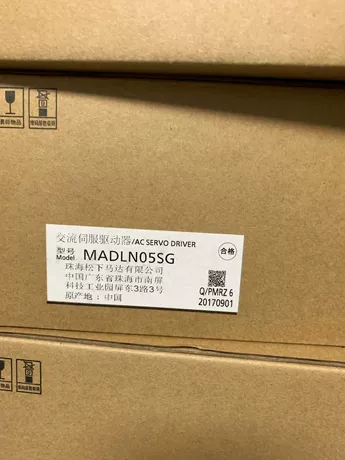 交流伺服驱动器/AC SERVO DRIVER
型号
Model MADLN05SG
合格
珠海松下马达有限公司
中国广东省珠海市南屏
科技工业园屏东3路3号
原产地：中国
Q/PMRZ 6
20170901